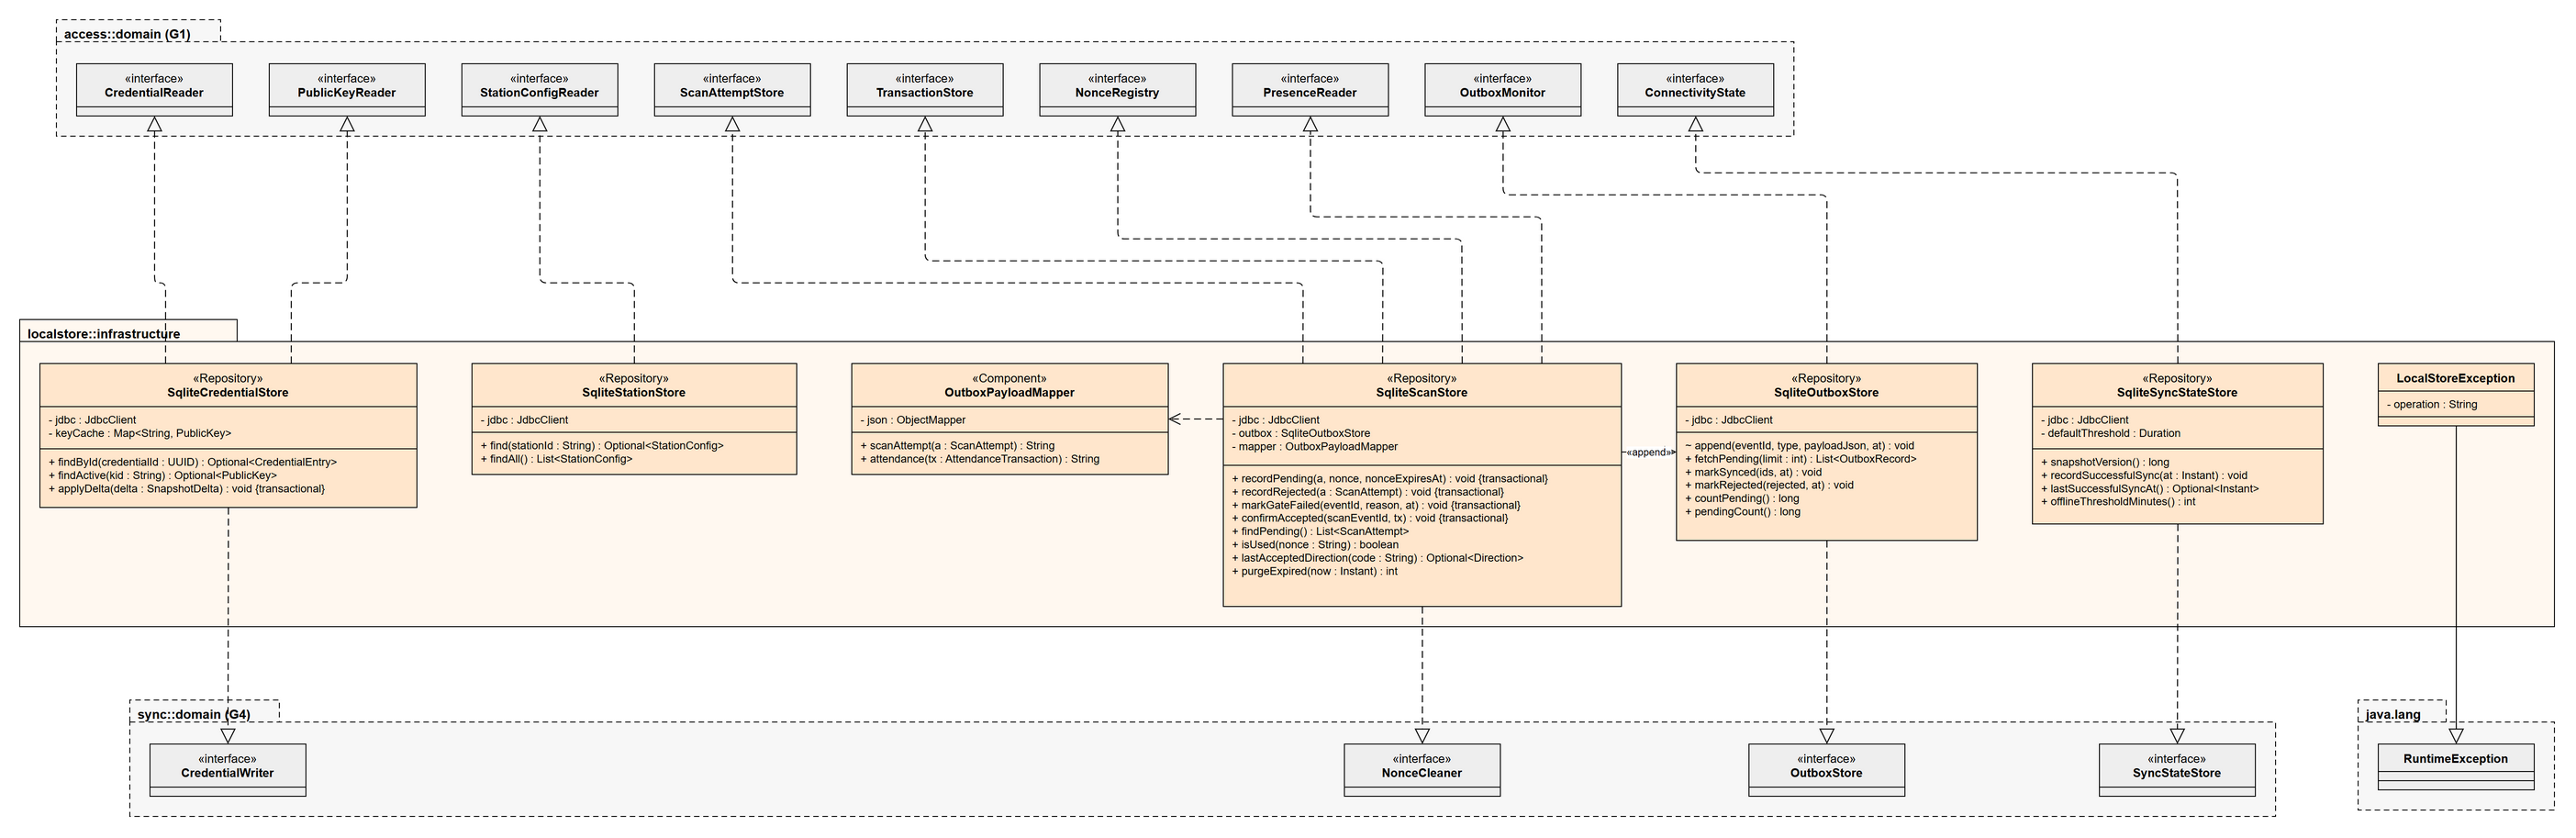 access::domain (G1)
«interface»
CredentialReader
«interface»
PublicKeyReader
«interface»
StationConfigReader
«interface»
ScanAttemptStore
«interface»
TransactionStore
«interface»
NonceRegistry
«interface»
PresenceReader
«interface»
OutboxMonitor
«interface»
ConnectivityState
localstore::infrastructure
«Repository»
SqliteCredentialStore
- jdbc : JdbcClient
- keyCache : Map<String, PublicKey>
+ findById(credentialId : UUID) : Optional<CredentialEntry>
+ findActive(kid : String) : Optional<PublicKey>
+ applyDelta(delta : SnapshotDelta) : void {transactional}
«Repository»
SqliteStationStore
- jdbc : JdbcClient
+ find(stationId : String) : Optional<StationConfig>
+ findAll() : List<StationConfig>
«Component»
OutboxPayloadMapper
- json : ObjectMapper
+ scanAttempt(a : ScanAttempt) : String
+ attendance(tx : AttendanceTransaction) : String
«Repository»
SqliteScanStore
- jdbc : JdbcClient
- outbox : SqliteOutboxStore
- mapper : OutboxPayloadMapper
+ recordPending(a, nonce, nonceExpiresAt) : void {transactional}
+ recordRejected(a : ScanAttempt) : void {transactional}
+ markGateFailed(eventId, reason, at) : void {transactional}
+ confirmAccepted(scanEventId, tx) : void {transactional}
+ findPending() : List<ScanAttempt>
+ isUsed(nonce : String) : boolean
+ lastAcceptedDirection(code : String) : Optional<Direction>
+ purgeExpired(now : Instant) : int
«append»
«Repository»
SqliteOutboxStore
- jdbc : JdbcClient
~ append(eventId, type, payloadJson, at) : void
+ fetchPending(limit : int) : List<OutboxRecord>
+ markSynced(ids, at) : void
+ markRejected(rejected, at) : void
+ countPending() : long
+ pendingCount() : long
«Repository»
SqliteSyncStateStore
- jdbc : JdbcClient
- defaultThreshold : Duration
+ snapshotVersion() : long
+ recordSuccessfulSync(at : Instant) : void
+ lastSuccessfulSyncAt() : Optional<Instant>
+ offlineThresholdMinutes() : int
LocalStoreException
- operation : String
sync::domain (G4)
«interface»
CredentialWriter
«interface»
NonceCleaner
«interface»
OutboxStore
«interface»
SyncStateStore
java.lang
RuntimeException